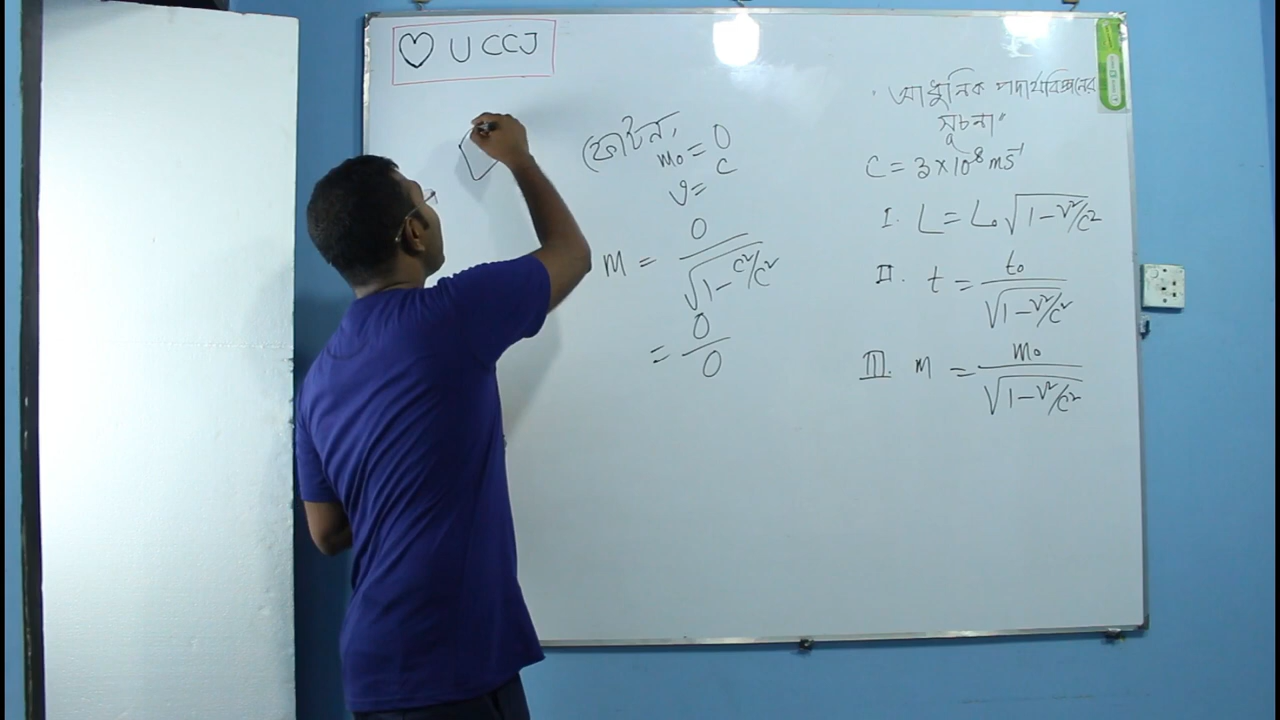 ♡ UCCJ
"আধুনিক পদার্থবিজ্ঞানের
সূচনা"
C = 3×10⁸ ms⁻¹
I. L = L₀ √(1 − v²/c²)
II. t = t₀ / √(1 − v²/c²)
III. m = m₀ / √(1 − v²/c²)
ফোটন,
m₀ = 0
v = c
m = 0 / √(1 − c²/c²)
= 0/0